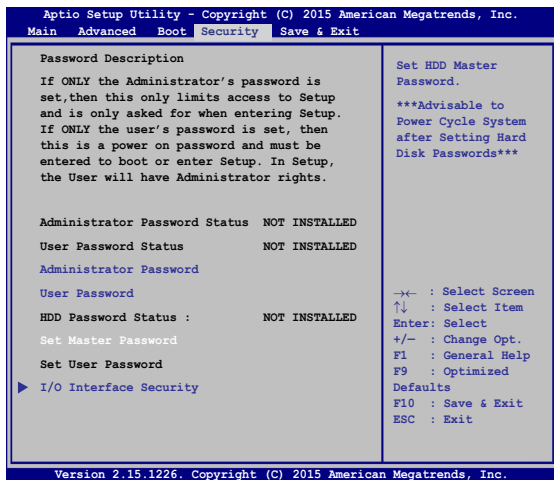 Aptio Setup Utility - Copyright (C) 2015 American Megatrends, Inc.
Main Advanced Boot Security Save & Exit
Password Description
If ONLY the Administrator's password is
set,then this only limits access to Setup
and is only asked for when entering Setup.
If ONLY the user's password is set, then
this is a power on password and must be
entered to boot or enter Setup. In Setup,
the User will have Administrator rights.
Administrator Password Status NOT INSTALLED
User Password Status NOT INSTALLED
Administrator Password
User Password
HDD Password Status : NOT INSTALLED
Set Master Password
Set User Password
I/O Interface Security
Set HDD Master
Password.
***Advisable to
Power Cycle System
after Setting Hard
Disk Passwords***
→← : Select Screen
↑↓ : Select Item
Enter: Select
+/— : Change Opt.
F1 : General Help
F9 : Optimized
Defaults
F10 : Save & Exit
ESC : Exit
Version 2.15.1226. Copyright (C) 2015 American Megatrends, Inc.